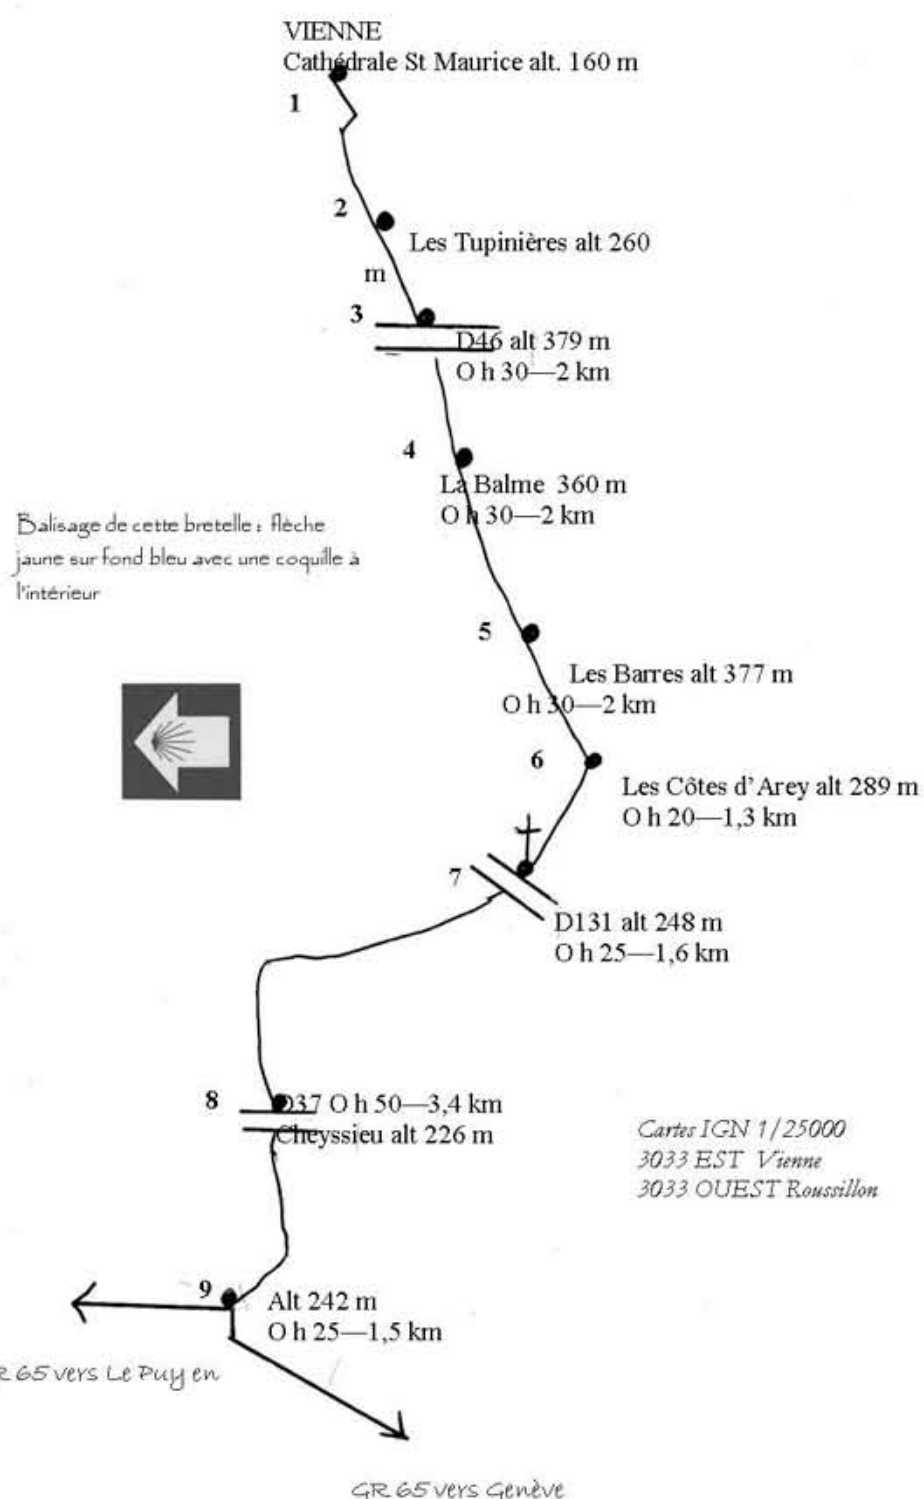 VIENNE
Cathédrale St Maurice alt. 160 m
1
2
Les Tupinières alt 260
m
3
D46 alt 379 m
O h 30—2 km
4
La Balme 360 m
O h 30—2 km
Balisage de cette bretelle : flèche
jaune sur fond bleu avec une coquille à
l'intérieur
5
Les Barres alt 377 m
O h 30—2 km
6
Les Côtes d'Arey alt 289 m
O h 20—1,3 km
7
D131 alt 248 m
O h 25—1,6 km
8
D37 O h 50—3,4 km
Cheyssieu alt 226 m
Cartes IGN 1/25000
3033 EST Vienne
3033 OUEST Roussillon
9
Alt 242 m
O h 25—1,5 km
R 65 vers Le Puy en
GR 65 vers Genève